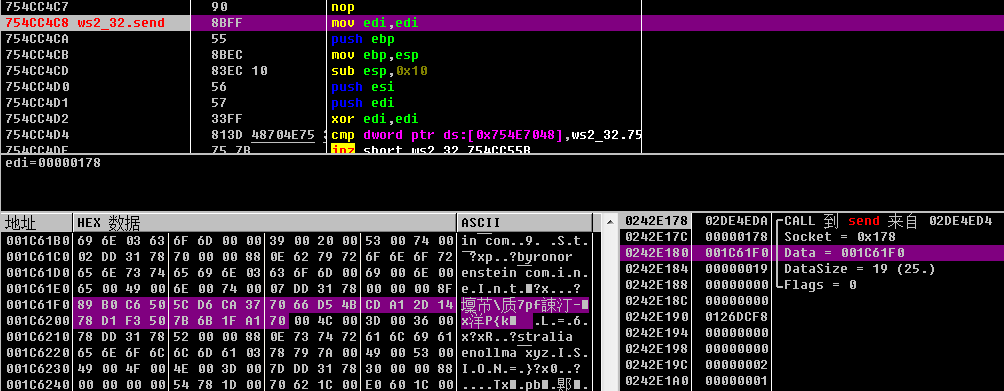 754CC4C7 90 nop
754CC4C8 ws2_32.send 8BFF mov edi,edi
754CC4CA 55 push ebp
754CC4CB 8BEC mov ebp,esp
754CC4CD 83EC 10 sub esp,0x10
754CC4D0 56 push esi
754CC4D1 57 push edi
754CC4D2 33FF xor edi,edi
754CC4D4 813D 48704E75 cmp dword ptr ds:[0x754E7048],ws2_32.75
754CC4DE 75 7B jnz short ws2_32.754CC55B
edi=00000178
地址 HEX 数据 ASCII
001C61B0 69 6E 03 63 6F 6D 00 00 39 00 20 00 53 00 74 00 in.com..9. .S.t.
001C61C0 02 DD 31 78 70 00 00 88 0E 62 79 72 6F 6E 6F 72 ?xp..?byronor
001C61D0 65 6E 73 74 65 69 6E 03 63 6F 6D 00 69 00 6E 00 enstein.com.i.n.
001C61E0 65 00 49 00 6E 00 74 00 07 DD 31 78 00 00 00 8F e.I.n.t.?x...?
001C61F0 89 B0 C6 50 5C D6 CA 37 70 66 D5 4B CD A1 2D 14
001C6200 78 D1 F3 50 7B 6B 1F A1 70 00 4C 00 3D 00 36 00 x洋P{k .L.=.6.
001C6210 78 DD 31 78 52 00 00 88 0E 73 74 72 61 6C 69 61 x?xR..?stralia
001C6220 65 6E 6F 6C 6C 6D 61 03 78 79 7A 00 49 00 53 00 enollma.xyz.I.S.
001C6230 49 00 4F 00 4E 00 3D 00 7D DD 31 78 30 00 00 88 I.O.N.=.}?x0..?
001C6240 00 00 00 00 54 78 1D 00 70 62 1C 00 E0 60 1C 00
0242E178 02DE4EDA CALL 到 send 来自 02DE4ED4
0242E17C 00000178 Socket = 0x178
0242E180 001C61F0 Data = 001C61F0
0242E184 00000019 DataSize = 19 (25.)
0242E188 00000000 Flags = 0
0242E18C 00000000
0242E190 0126DCF8
0242E194 00000000
0242E198 00000000
0242E19C 00000002
0242E1A0 00000001